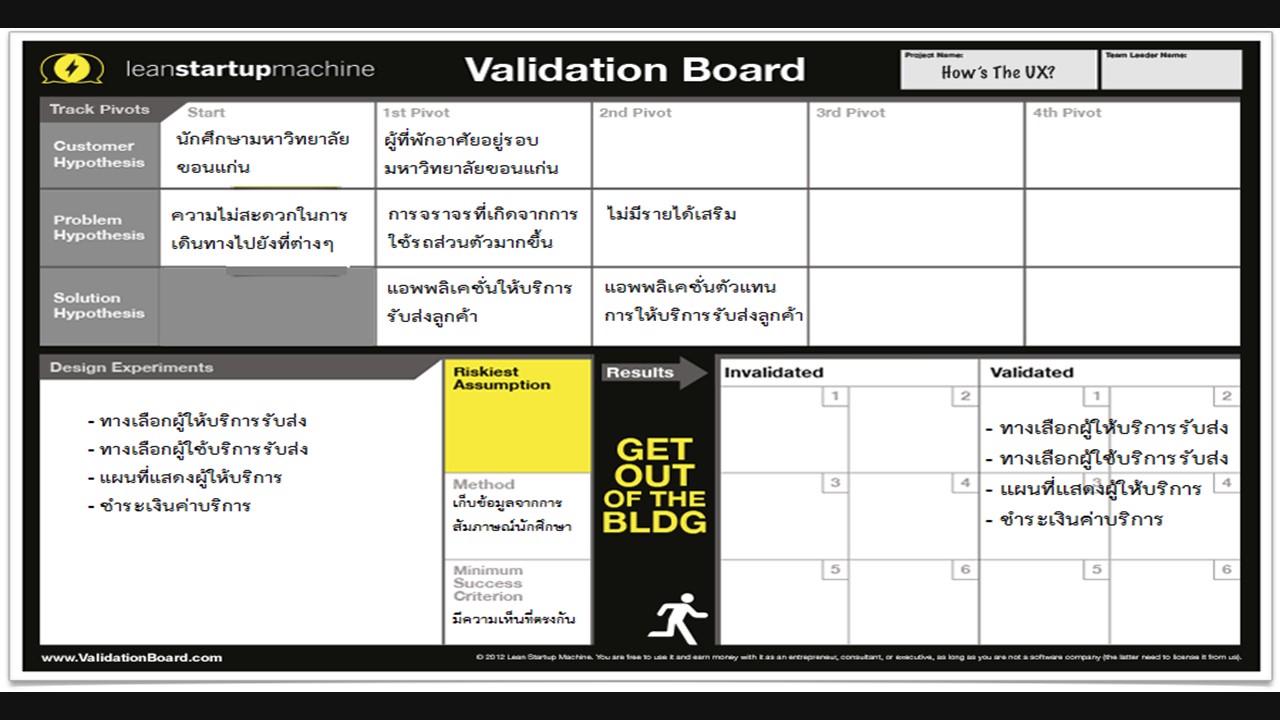 leanstartupmachine
Validation Board
Project Name:
How's The UX?
Team Leader Name:
Track Pivots
Start
1st Pivot
2nd Pivot
3rd Pivot
4th Pivot
Customer
Hypothesis
นักศึกษามหาวิทยาลัย
ขอนแก่น
ผู้ที่พักอาศัยอยู่รอบ
มหาวิทยาลัยขอนแก่น
Problem
Hypothesis
ความไม่สะดวกในการ
เดินทางไปยังที่ต่างๆ
การจราจรที่เกิดจากการ
ใช้รถส่วนตัวมากขึ้น
ไม่มีรายได้เสริม
Solution
Hypothesis
แอพพลิเคชั่นให้บริการ
รับส่งลูกค้า
แอพพลิเคชั่นตัวแทน
การให้บริการรับส่งลูกค้า
Design Experiments
- ทางเลือกผู้ให้บริการรับส่ง
- ทางเลือกผู้ใช้บริการรับส่ง
- แผนที่แสดงผู้ให้บริการ
- ชำระเงินค่าบริการ
Riskiest
Assumption
Method
เก็บข้อมูลจากการ
สัมภาษณ์นักศึกษา
Minimum
Success
Criterion
มีความเห็นที่ตรงกัน
Results
GET
OUT
OF THE
BLDG
Invalidated
1
2
3
4
5
6
Validated
1
2
- ทางเลือกผู้ให้บริการรับส่ง
- ทางเลือกผู้ใช้บริการรับส่ง
3
4
- แผนที่แสดงผู้ให้บริการ
- ชำระเงินค่าบริการ
5
6
www.ValidationBoard.com
© 2012 Lean Startup Machine. You are free to use it and earn money with it as an entrepreneur, consultant, or executive, as long as you are not a software company (the latter need to license it from us).